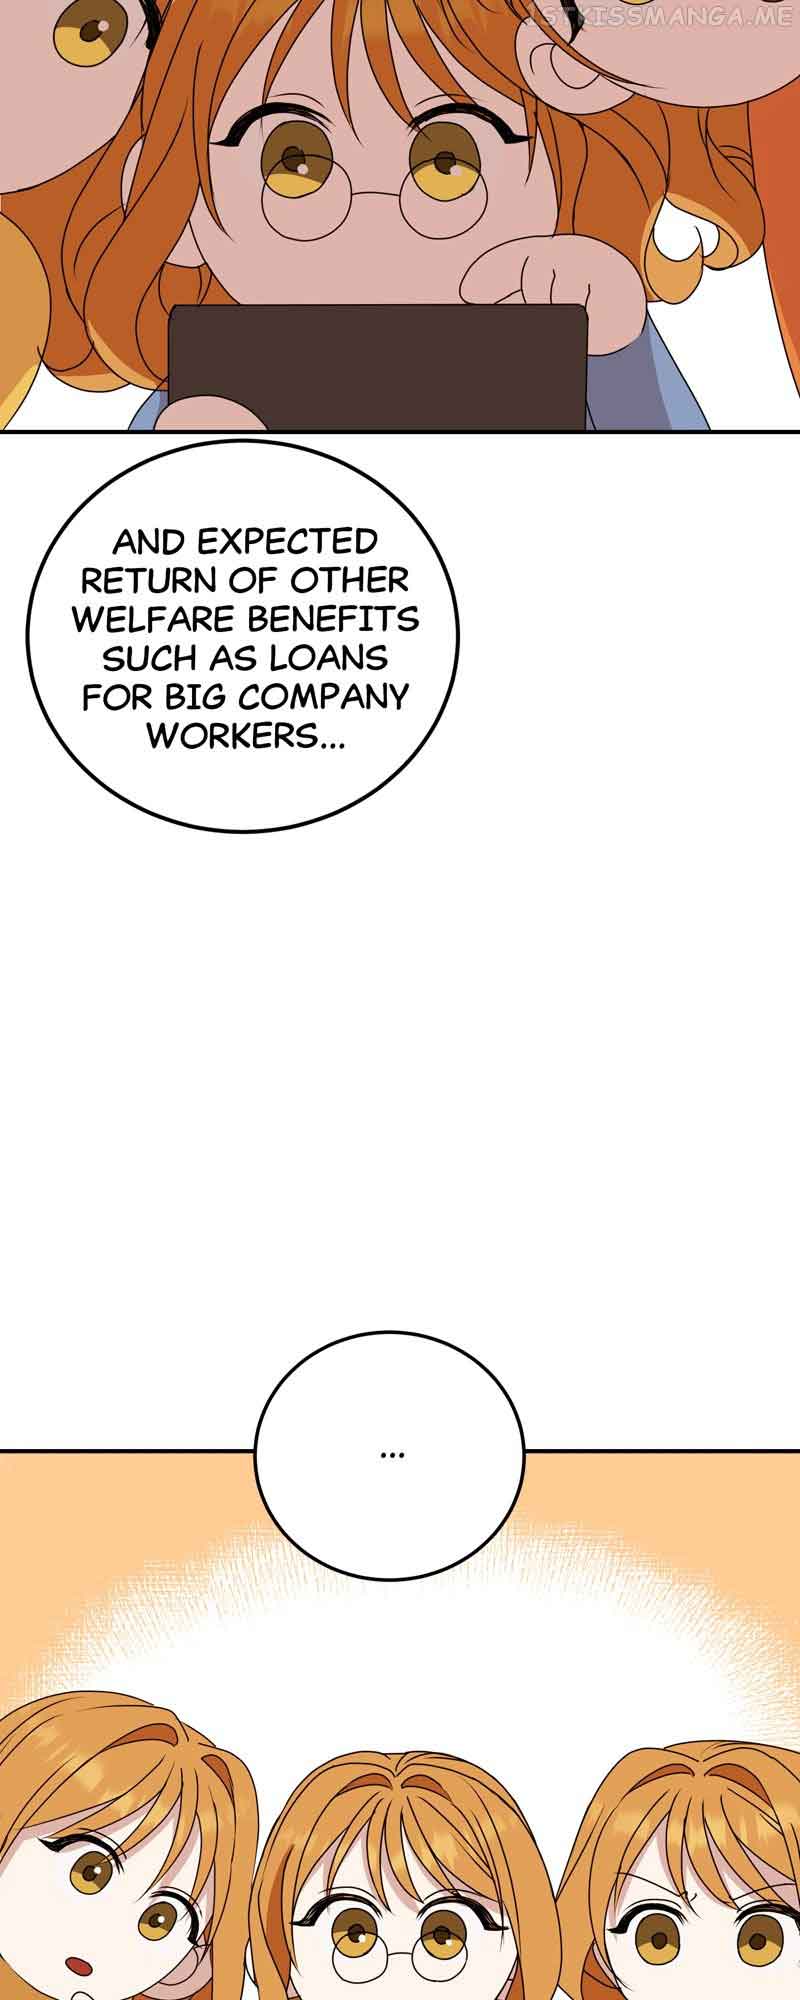 1STKISSMANGA.ME
AND EXPECTED
RETURN OF OTHER
WELFARE BENEFITS
SUCH AS LOANS
FOR BIG COMPANY
WORKERS...
...